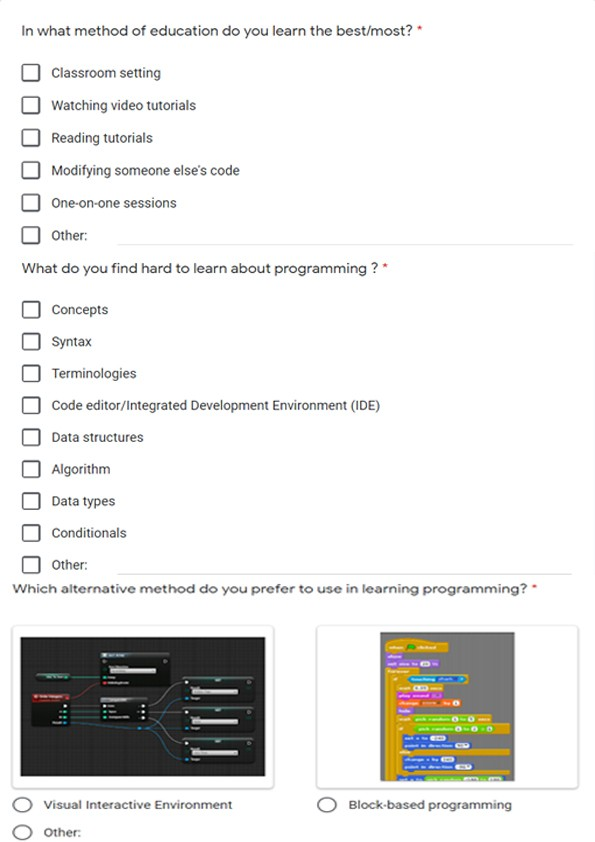 In what method of education do you learn the best/most? *
Classroom setting
Watching video tutorials
Reading tutorials
Modifying someone else's code
One-on-one sessions
Other:
What do you find hard to learn about programming ? *
Concepts
Syntax
Terminologies
Code editor/Integrated Development Environment (IDE)
Data structures
Algorithm
Data types
Conditionals
Other:
Which alternative method do you prefer to use in learning programming? *
Visual Interactive Environment
Block-based programming
Other: